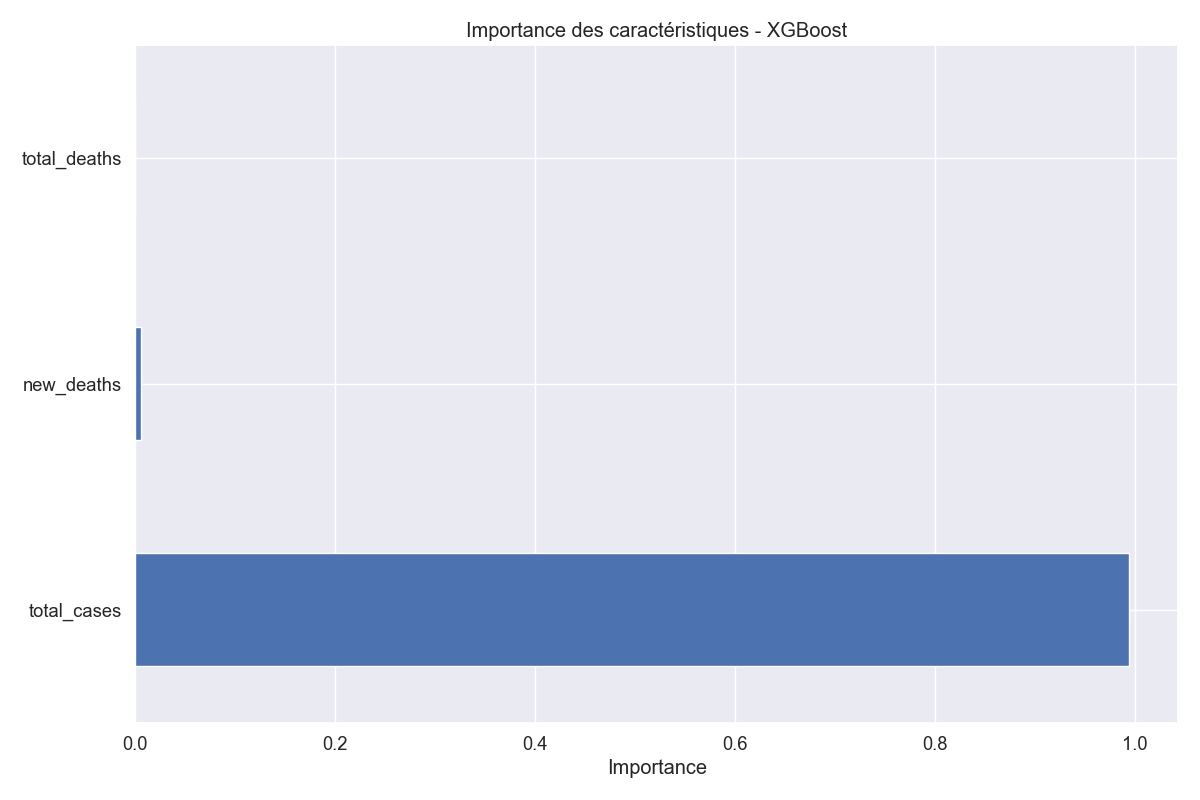 Importance des caractéristiques - XGBoost
total_deaths
new_deaths
total_cases
0.0 0.2 0.4 0.6 0.8 1.0
Importance